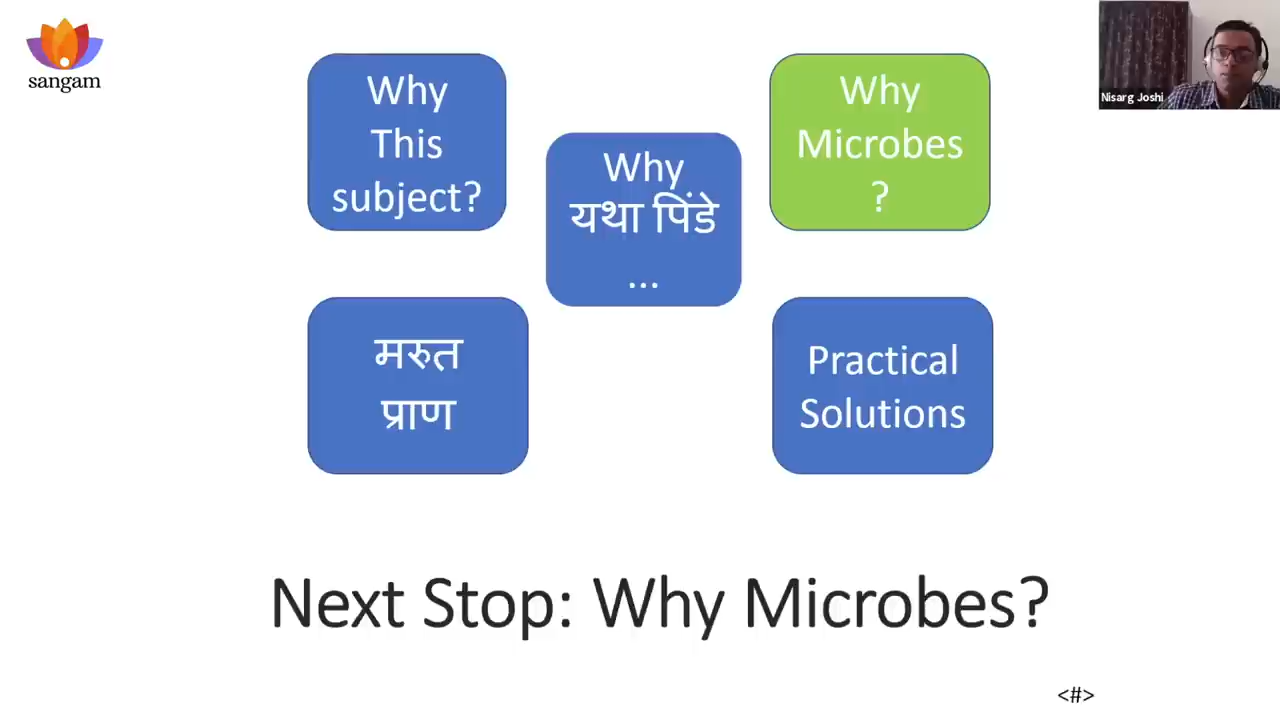 sangam
Why
This
subject?
Why
यथा पिंडे
...
Why
Microbes
?
Nisarg Joshi
मरुत
प्राण
Practical
Solutions
Next Stop: Why Microbes?
<#>